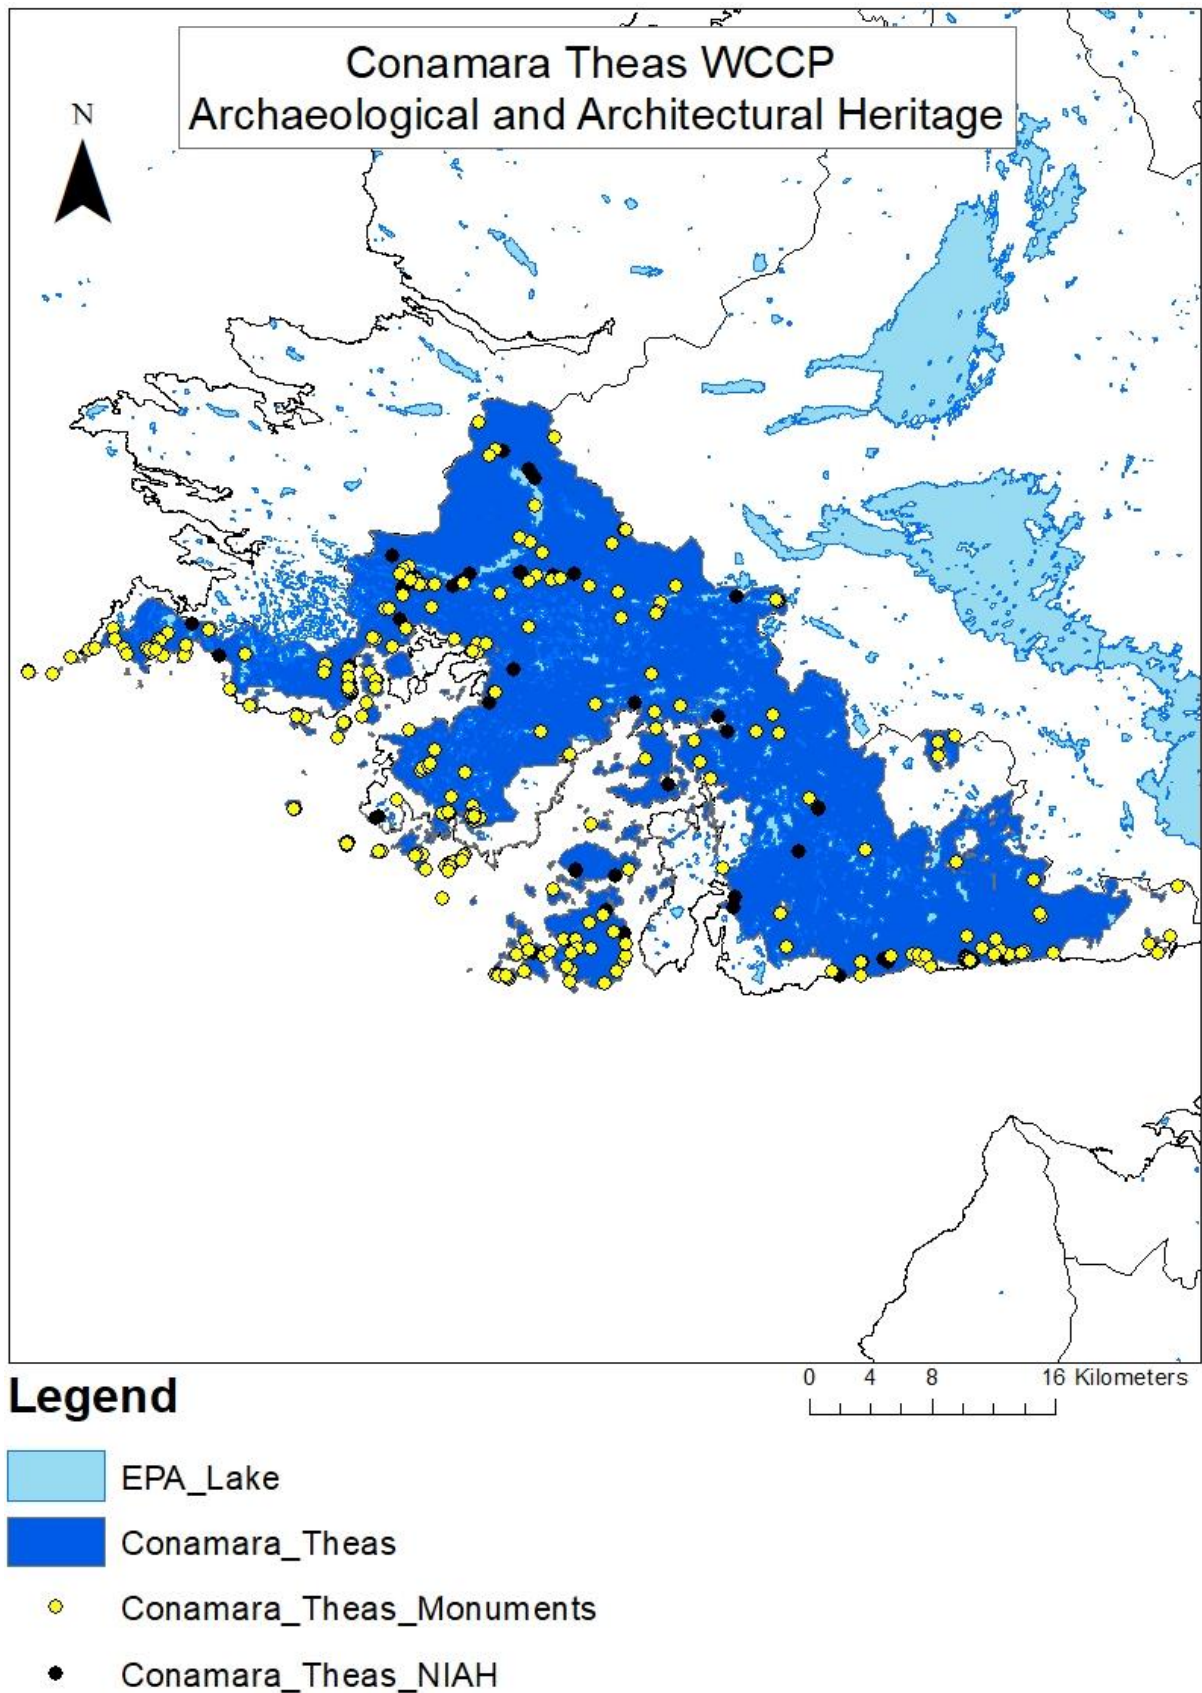 Conamara Theas WCCP
Archaeological and Architectural Heritage
N
0 4 8 16 Kilometers
Legend
EPA_Lake
Conamara_Theas
Conamara_Theas_Monuments
Conamara_Theas_NIAH